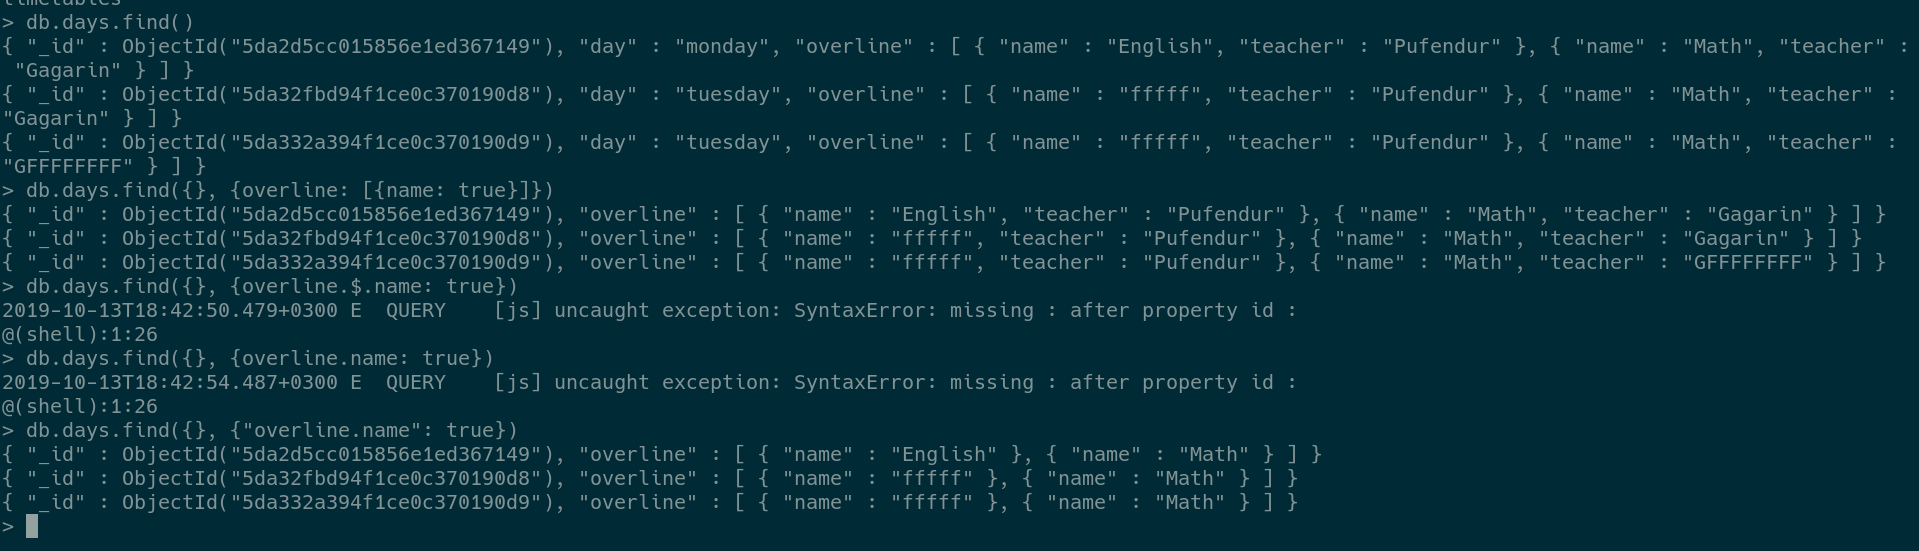 > db.days.find()
{ "_id" : ObjectId("5da2d5cc015856e1ed367149"), "day" : "monday", "overline" : [ { "name" : "English", "teacher" : "Pufendur" }, { "name" : "Math", "teacher" :
 "Gagarin" } ] }
{ "_id" : ObjectId("5da32fbd94f1ce0c370190d8"), "day" : "tuesday", "overline" : [ { "name" : "fffff", "teacher" : "Pufendur" }, { "name" : "Math", "teacher" :
"Gagarin" } ] }
{ "_id" : ObjectId("5da332a394f1ce0c370190d9"), "day" : "tuesday", "overline" : [ { "name" : "fffff", "teacher" : "Pufendur" }, { "name" : "Math", "teacher" :
"GFFFFFFFF" } ] }
> db.days.find({}, {overline: [{name: true}]})
{ "_id" : ObjectId("5da2d5cc015856e1ed367149"), "overline" : [ { "name" : "English", "teacher" : "Pufendur" }, { "name" : "Math", "teacher" : "Gagarin" } ] }
{ "_id" : ObjectId("5da32fbd94f1ce0c370190d8"), "overline" : [ { "name" : "fffff", "teacher" : "Pufendur" }, { "name" : "Math", "teacher" : "Gagarin" } ] }
{ "_id" : ObjectId("5da332a394f1ce0c370190d9"), "overline" : [ { "name" : "fffff", "teacher" : "Pufendur" }, { "name" : "Math", "teacher" : "GFFFFFFFF" } ] }
> db.days.find({}, {overline.$.name: true})
2019-10-13T18:42:50.479+0300 E  QUERY    [js] uncaught exception: SyntaxError: missing : after property id :
@(shell):1:26
> db.days.find({}, {overline.name: true})
2019-10-13T18:42:54.487+0300 E  QUERY    [js] uncaught exception: SyntaxError: missing : after property id :
@(shell):1:26
> db.days.find({}, {"overline.name": true})
{ "_id" : ObjectId("5da2d5cc015856e1ed367149"), "overline" : [ { "name" : "English" }, { "name" : "Math" } ] }
{ "_id" : ObjectId("5da32fbd94f1ce0c370190d8"), "overline" : [ { "name" : "fffff" }, { "name" : "Math" } ] }
{ "_id" : ObjectId("5da332a394f1ce0c370190d9"), "overline" : [ { "name" : "fffff" }, { "name" : "Math" } ] }
>